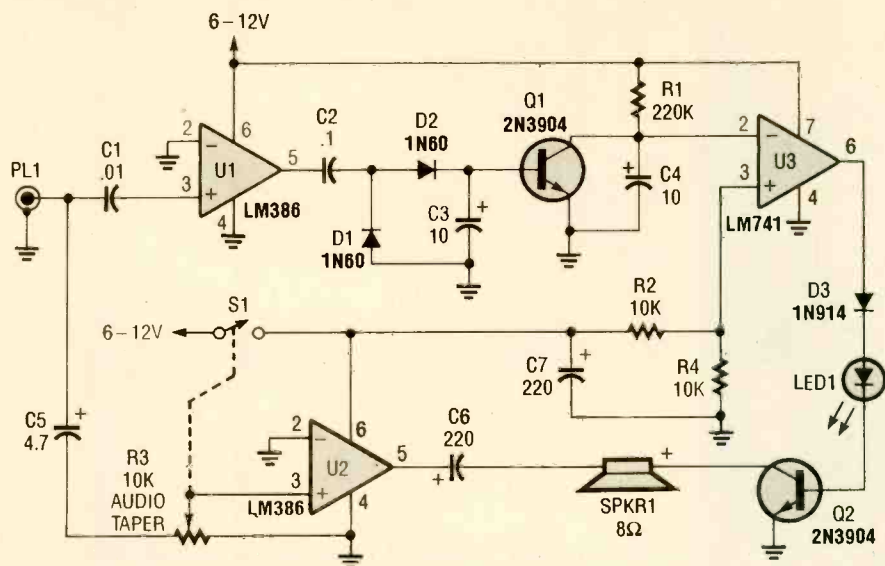 6–12V
PL1
C1
.01
2
–
3
+
6
U1
5
4
LM386
C2
.1
D2
1N60
D1
1N60
C3
10
+
Q1
2N3904
R1
220K
+
C4
10
2
–
3
+
7
U3
6
4
LM741
D3
1N914
LED1
S1
6–12V
R2
10K
R4
10K
C7
220
+
C5
4.7
+
R3
10K
AUDIO
TAPER
2
–
3
+
6
U2
5
4
LM386
C6
220
+
+
SPKR1
8Ω
Q2
2N3904